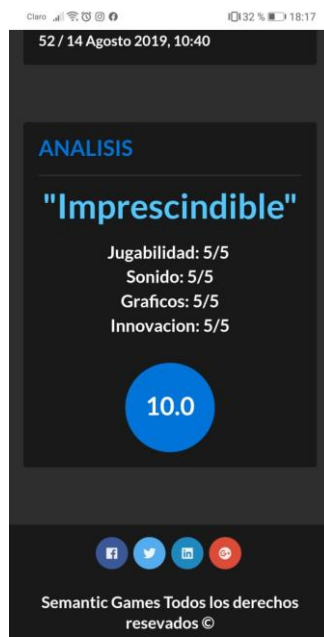 Claro 32 % 18:17
52 / 14 Agosto 2019, 10:40
ANALISIS
"Imprescindible"
Jugabilidad: 5/5
Sonido: 5/5
Graficos: 5/5
Innovacion: 5/5
10.0
Semantic Games Todos los derechos
resevados ©